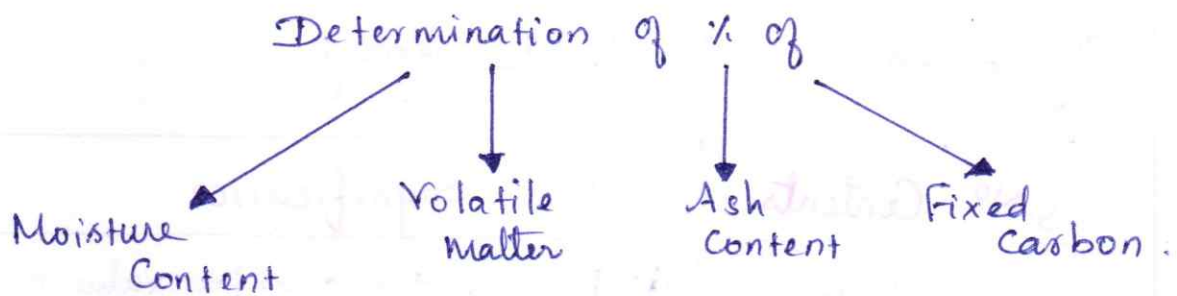 Determination of % of
Moisture
Content
Volatile
matter
Ash
Content
Fixed
Carbon.